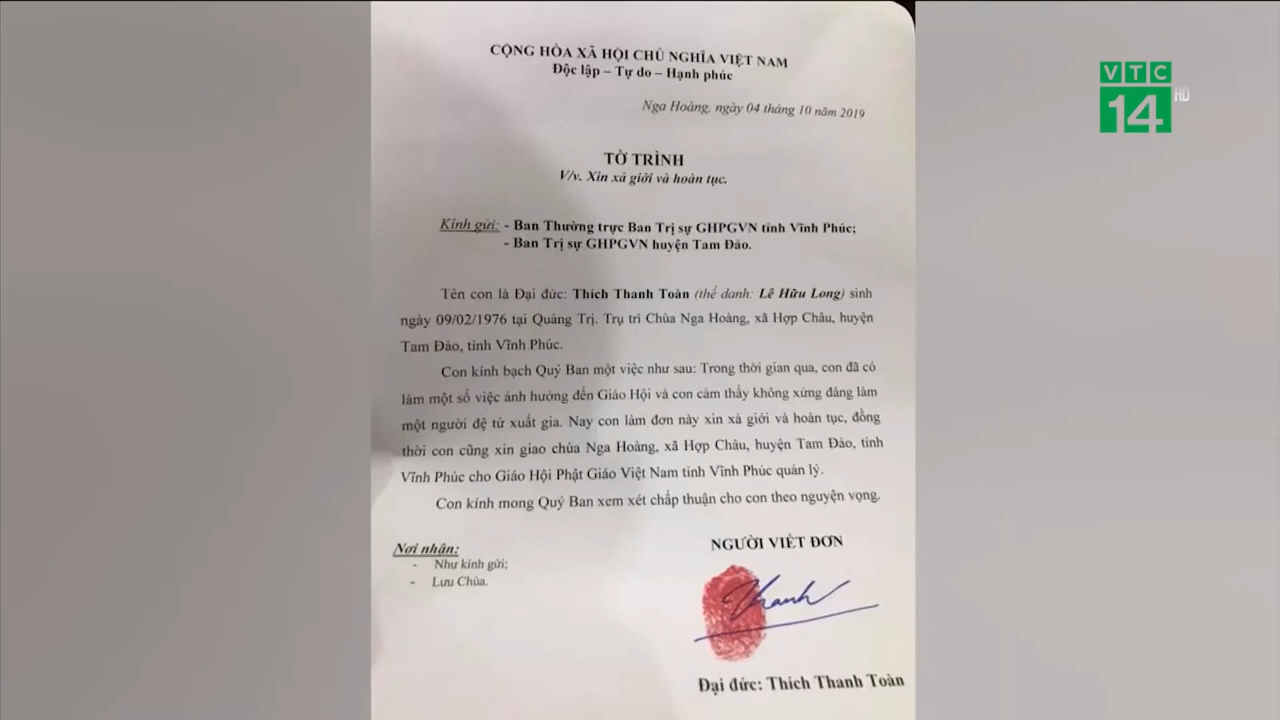 CỘNG HÒA XÃ HỘI CHỦ NGHĨA VIỆT NAM
Độc lập – Tự do – Hạnh phúc
VTC
14 HD
Nga Hoàng, ngày 04 tháng 10 năm 2019
TỜ TRÌNH
V/v. Xin xả giới và hoàn tục.
Kính gửi: - Ban Thường trực Ban Trị sự GHPGVN tỉnh Vĩnh Phúc;
- Ban Trị sự GHPGVN huyện Tam Đảo.
Tên con là Đại đức: Thích Thanh Toàn (thế danh: Lê Hữu Long) sinh
ngày 09/02/1976 tại Quảng Trị. Trụ trì Chùa Nga Hoàng, xã Hợp Châu, huyện
Tam Đảo, tỉnh Vĩnh Phúc.
Con kính bạch Quý Ban một việc như sau: Trong thời gian qua, con đã có
làm một số việc ảnh hưởng đến Giáo Hội và con cảm thấy không xứng đáng làm
một người đệ tử xuất gia. Nay con làm đơn này xin xả giới và hoàn tục, đồng
thời con cũng xin giao chùa Nga Hoàng, xã Hợp Châu, huyện Tam Đảo, tỉnh
Vĩnh Phúc cho Giáo Hội Phật Giáo Việt Nam tỉnh Vĩnh Phúc quản lý.
Con kính mong Quý Ban xem xét chấp thuận cho con theo nguyện vọng.
Nơi nhận:
- Như kính gửi;
- Lưu Chùa.
NGƯỜI VIẾT ĐƠN
Thanh
Đại đức: Thích Thanh Toàn